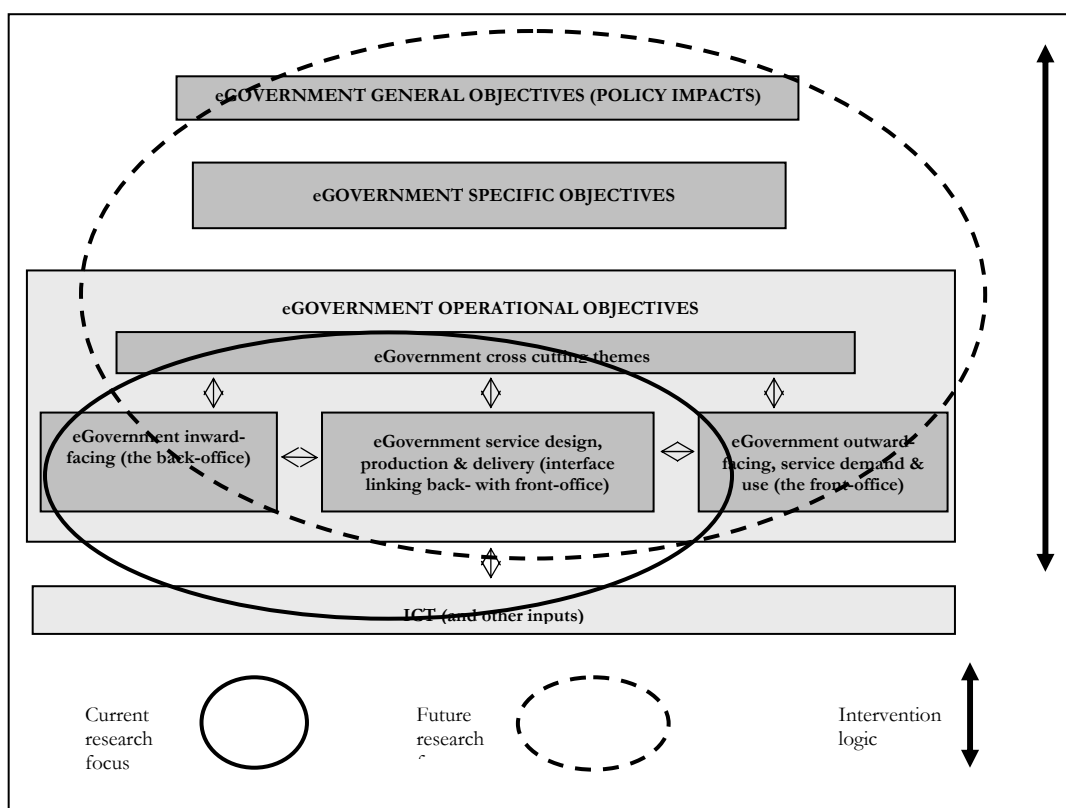 eGOVERNMENT GENERAL OBJECTIVES (POLICY IMPACTS)
eGOVERNMENT SPECIFIC OBJECTIVES
eGOVERNMENT OPERATIONAL OBJECTIVES
eGovernment cross cutting themes
eGovernment inward-
facing (the back-office)
eGovernment service design,
production & delivery (interface
linking back- with front-office)
eGovernment outward-
facing, service demand &
use (the front-office)
ICT (and other inputs)
Current
research
focus
Future
research
Intervention
logic